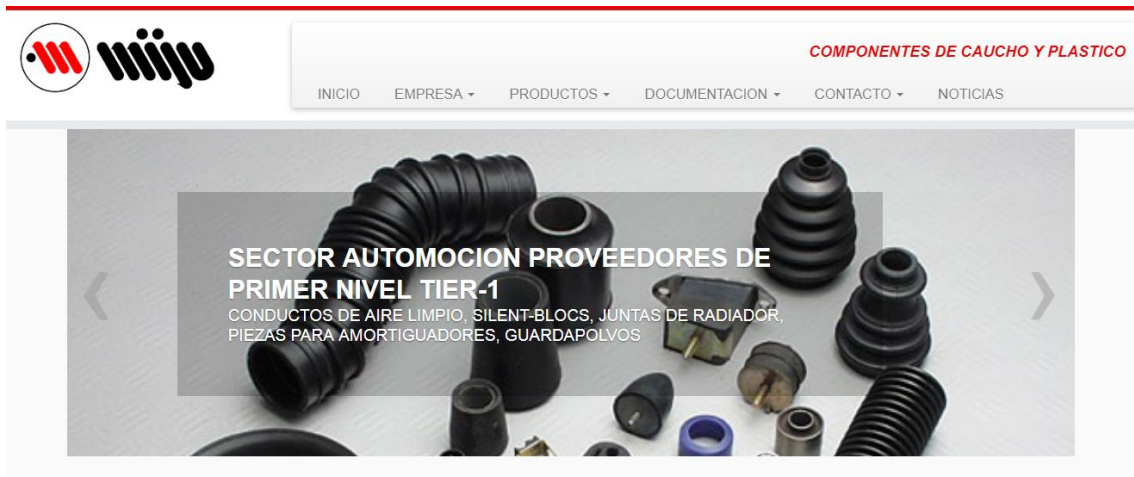 miju
COMPONENTES DE CAUCHO Y PLASTICO
INICIO EMPRESA PRODUCTOS DOCUMENTACION CONTACTO NOTICIAS
SECTOR AUTOMOCION PROVEEDORES DE
PRIMER NIVEL TIER-1
CONDUCTOS DE AIRE LIMPIO, SILENT-BLOCS, JUNTAS DE RADIADOR,
PIEZAS PARA AMORTIGUADORES, GUARDAPOLVOS